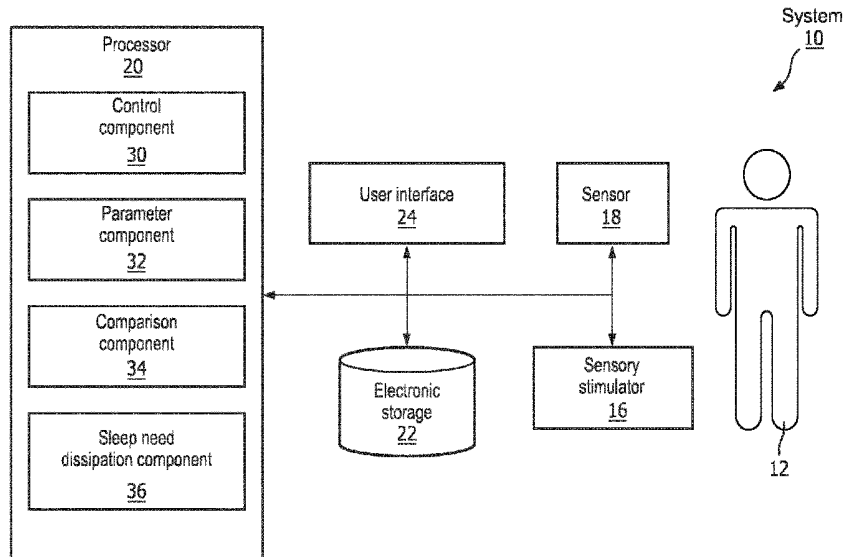 System
10
Processor
20
Control
component
30
Parameter
component
32
Comparison
component
34
Sleep need
dissipation component
36
User interface
24
Sensor
18
Electronic
storage
22
Sensory
stimulator
16
12